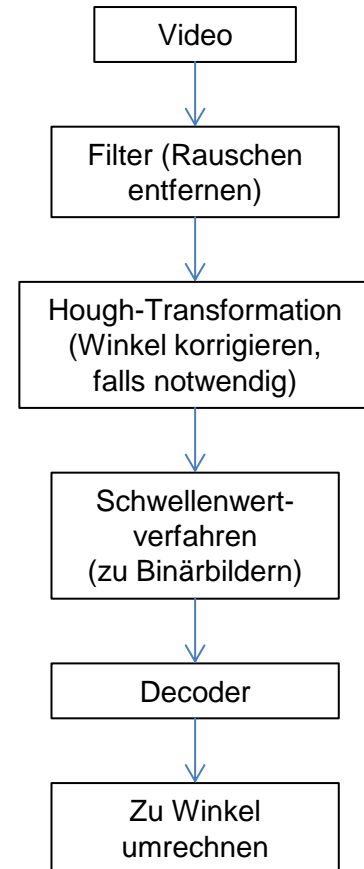 Video
Filter (Rauschen
entfernen)
Hough-Transformation
(Winkel korrigieren,
falls notwendig)
Schwellenwert-
verfahren
(zu Binärbildern)
Decoder
Zu Winkel
umrechnen